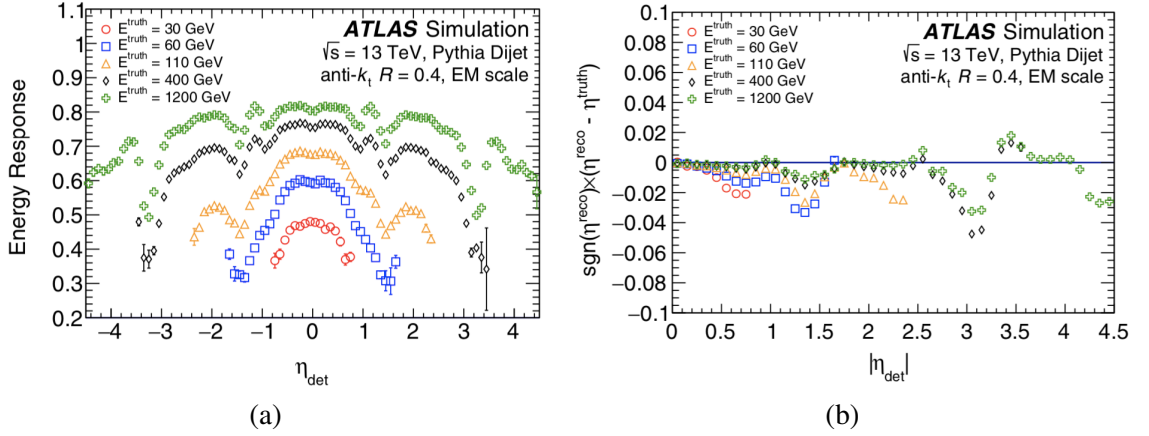 1.1
1
0.9
0.8
0.7
0.6
0.5
0.4
0.3
0.2
Energy Response
ATLAS Simulation
√s = 13 TeV, Pythia Dijet
anti-kt R = 0.4, EM scale
E^truth = 30 GeV
E^truth = 60 GeV
E^truth = 110 GeV
E^truth = 400 GeV
E^truth = 1200 GeV
−4 −3 −2 −1 0 1 2 3 4
η_det
(a)
0.1
0.08
0.06
0.04
0.02
0
−0.02
−0.04
−0.06
−0.08
−0.1
sgn(η^reco)×(η^reco - η^truth)
ATLAS Simulation
√s = 13 TeV, Pythia Dijet
anti-kt R = 0.4, EM scale
E^truth = 30 GeV
E^truth = 60 GeV
E^truth = 110 GeV
E^truth = 400 GeV
E^truth = 1200 GeV
0 0.5 1 1.5 2 2.5 3 3.5 4 4.5
|η_det|
(b)